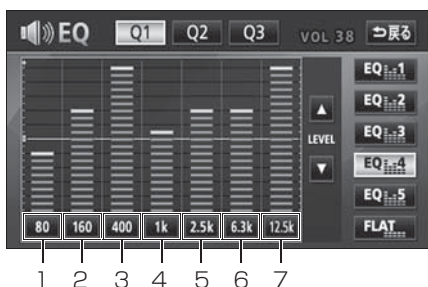 EQ Q1 Q2 Q3 VOL 38 戻る
EQ 1
EQ 2
LEVEL
EQ 3
EQ 4
EQ 5
80 160 400 1k 2.5k 6.3k 12.5k
FLAT
1 2 3 4 5 6 7